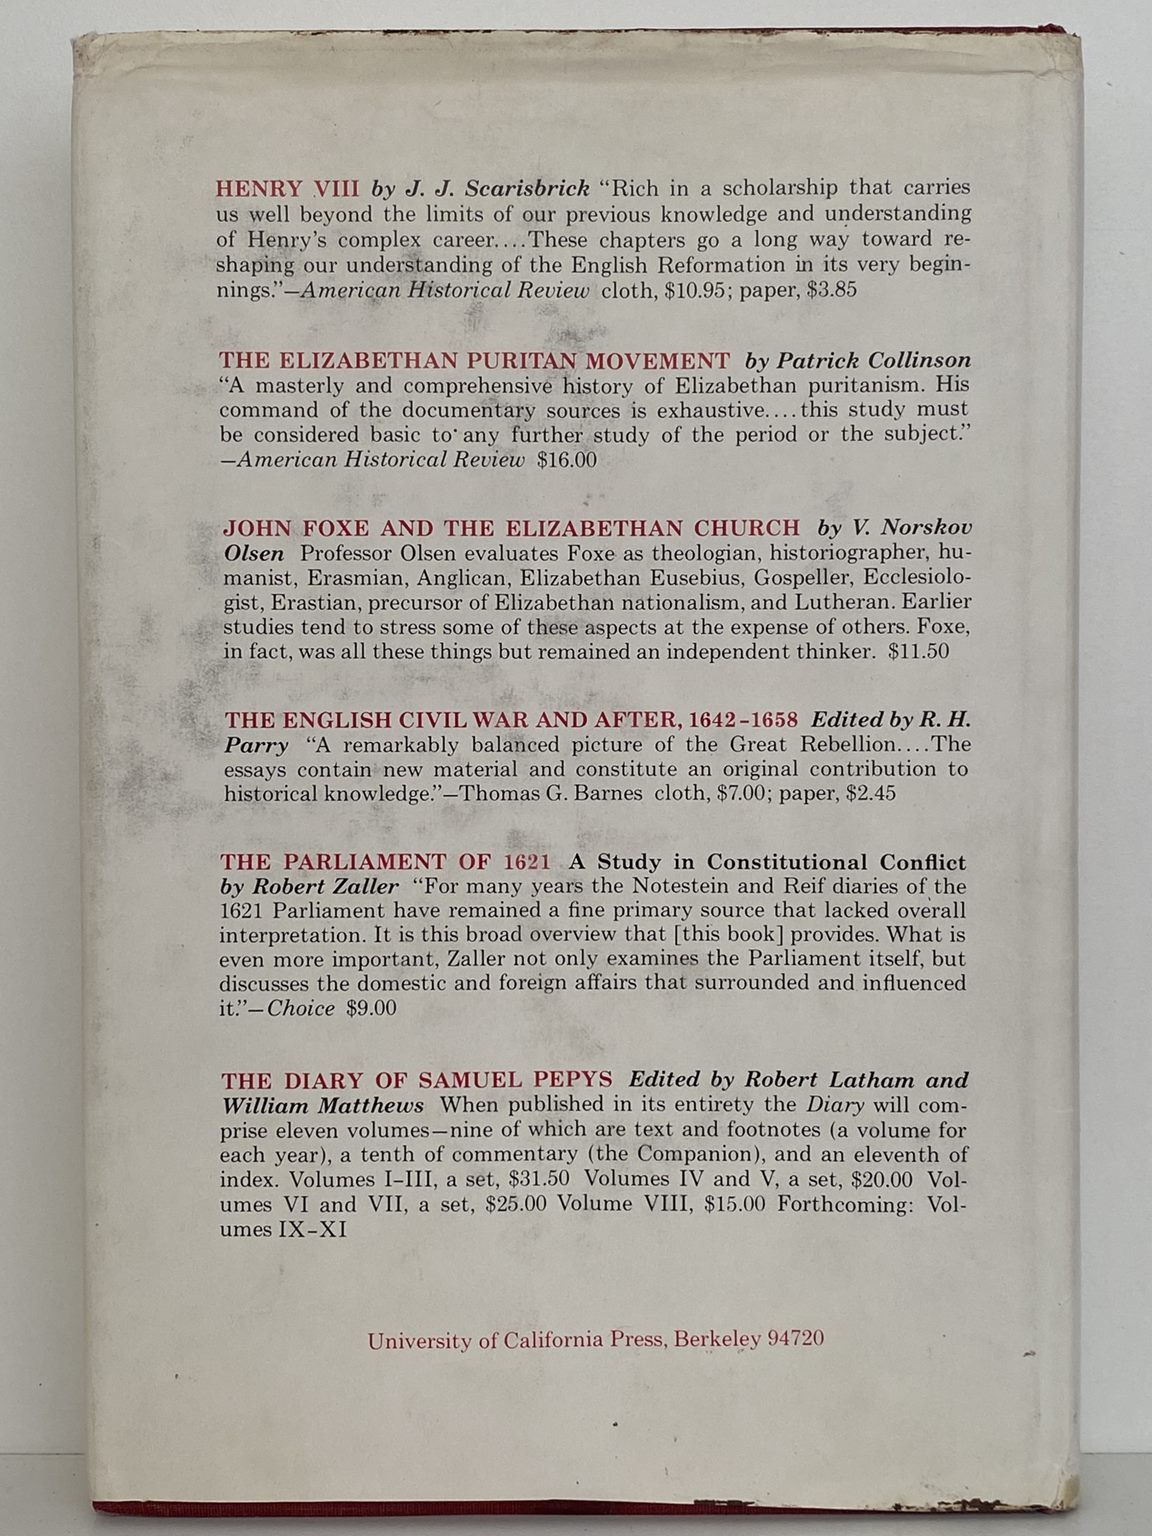 HENRY VIII by J. J. Scarisbrick “Rich in a scholarship that carries
us well beyond the limits of our previous knowledge and understanding
of Henry’s complex career....These chapters go a long way toward re-
shaping our understanding of the English Reformation in its very begin-
nings.”—American Historical Review cloth, $10.95; paper, $3.85
THE ELIZABETHAN PURITAN MOVEMENT by Patrick Collinson
“A masterly and comprehensive history of Elizabethan puritanism. His
command of the documentary sources is exhaustive....this study must
be considered basic to any further study of the period or the subject.”
—American Historical Review $16.00
JOHN FOXE AND THE ELIZABETHAN CHURCH by V. Norskov
Olsen Professor Olsen evaluates Foxe as theologian, historiographer, hu-
manist, Erasmian, Anglican, Elizabethan Eusebius, Gospeller, Ecclesiolo-
gist, Erastian, precursor of Elizabethan nationalism, and Lutheran. Earlier
studies tend to stress some of these aspects at the expense of others. Foxe,
in fact, was all these things but remained an independent thinker. $11.50
THE ENGLISH CIVIL WAR AND AFTER, 1642–1658 Edited by R. H.
Parry “A remarkably balanced picture of the Great Rebellion....The
essays contain new material and constitute an original contribution to
historical knowledge.”—Thomas G. Barnes cloth, $7.00; paper, $2.45
THE PARLIAMENT OF 1621 A Study in Constitutional Conflict
by Robert Zaller “For many years the Notestein and Reif diaries of the
1621 Parliament have remained a fine primary source that lacked overall
interpretation. It is this broad overview that [this book] provides. What is
even more important, Zaller not only examines the Parliament itself, but
discusses the domestic and foreign affairs that surrounded and influenced
it.”—Choice $9.00
THE DIARY OF SAMUEL PEPYS Edited by Robert Latham and
William Matthews When published in its entirety the Diary will com-
prise eleven volumes—nine of which are text and footnotes (a volume for
each year), a tenth of commentary (the Companion), and an eleventh of
index. Volumes I–III, a set, $31.50 Volumes IV and V, a set, $20.00 Vol-
umes VI and VII, a set, $25.00 Volume VIII, $15.00 Forthcoming: Vol-
umes IX–XI
University of California Press, Berkeley 94720